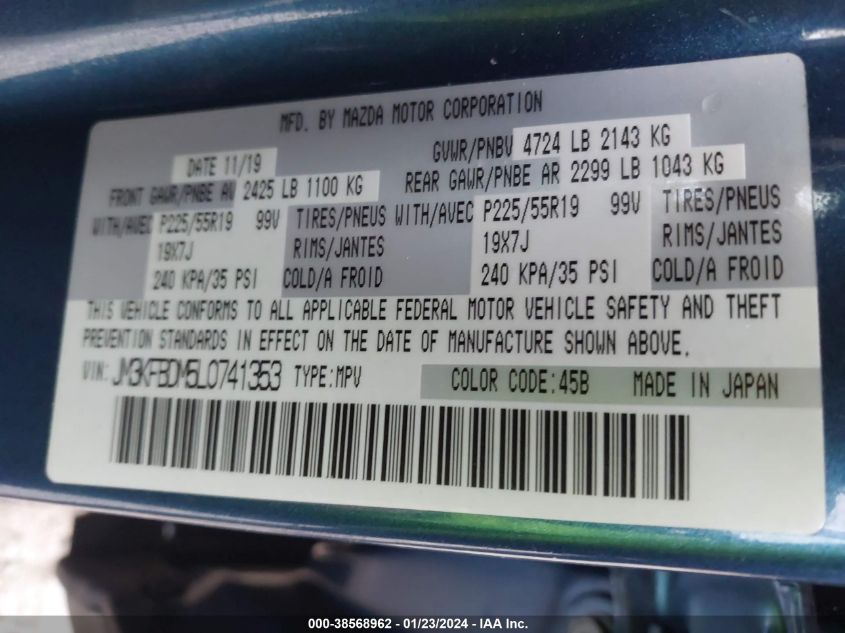 MFD. BY MAZDA MOTOR CORPORATION
DATE 11/19 GVWR/PNBV 4724 LB 2143 KG
FRONT GAWR/PNBE AV 2425 LB 1100 KG REAR GAWR/PNBE AR 2299 LB 1043 KG
WITH/AVEC P225/55R19 99V TIRES/PNEUS WITH/AVEC P225/55R19 99V TIRES/PNEUS
19X7J RIMS/JANTES 19X7J RIMS/JANTES
240 KPA/35 PSI COLD/A FROID 240 KPA/35 PSI COLD/A FROID
THIS VEHICLE CONFORMS TO ALL APPLICABLE FEDERAL MOTOR VEHICLE SAFETY AND THEFT
PREVENTION STANDARDS IN EFFECT ON THE DATE OF MANUFACTURE SHOWN ABOVE.
VIN: JM3KFBDM5L0741353 TYPE:MPV COLOR CODE:45B MADE IN JAPAN
000-38568962 - 01/23/2024 - IAAI.COM